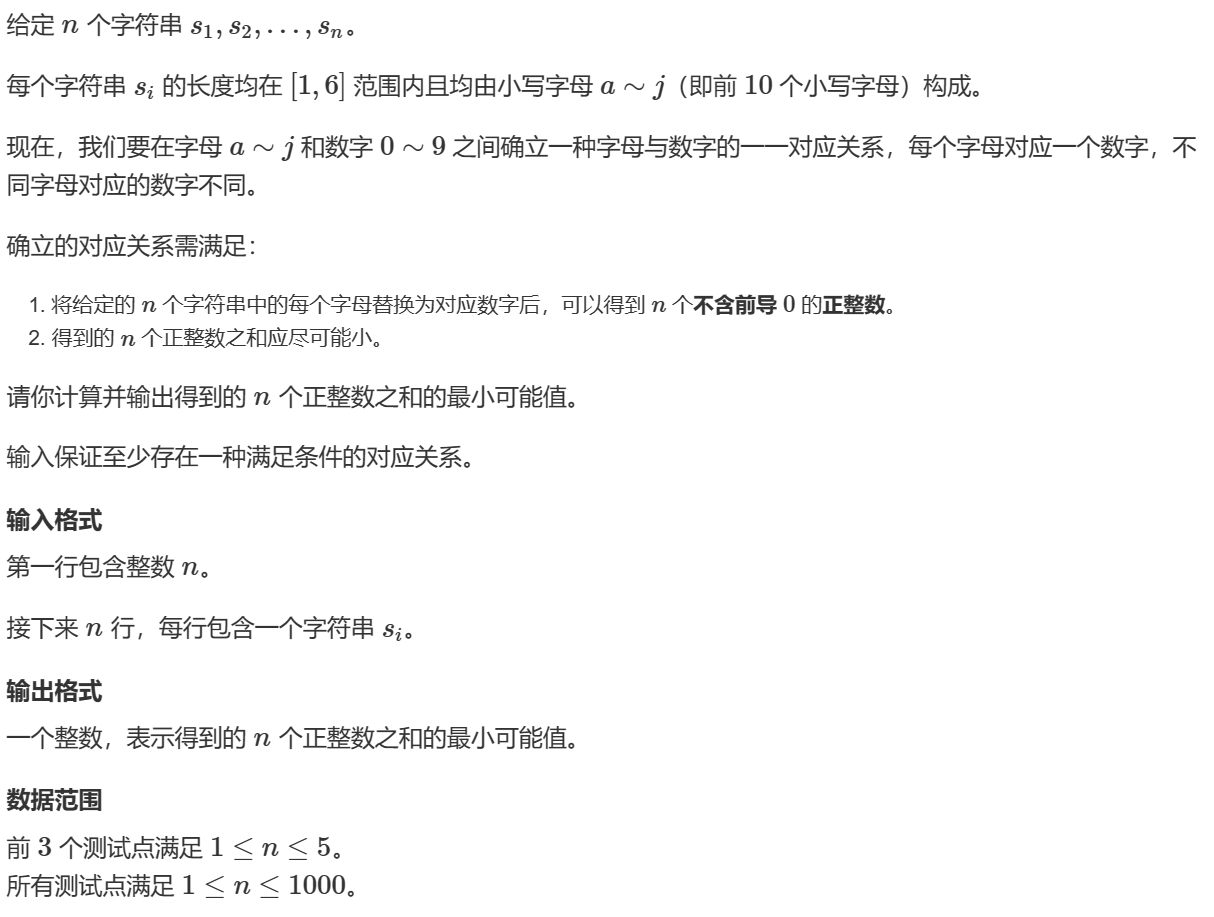 给定 n 个字符串 s₁, s₂, …, sₙ。
每个字符串 sᵢ 的长度均在 [1, 6] 范围内且均由小写字母 a ∼ j（即前 10 个小写字母）构成。
现在，我们要在字母 a ∼ j 和数字 0 ∼ 9 之间确立一种字母与数字的一一对应关系，每个字母对应一个数字，不
同字母对应的数字不同。
确立的对应关系需满足：
1. 将给定的 n 个字符串中的每个字母替换为对应数字后，可以得到 n 个不含前导 0 的正整数。
2. 得到的 n 个正整数之和应尽可能小。
请你计算并输出得到的 n 个正整数之和的最小可能值。
输入保证至少存在一种满足条件的对应关系。
输入格式
第一行包含整数 n。
接下来 n 行，每行包含一个字符串 sᵢ。
输出格式
一个整数，表示得到的 n 个正整数之和的最小可能值。
数据范围
前 3 个测试点满足 1 ≤ n ≤ 5。
所有测试点满足 1 ≤ n ≤ 1000。